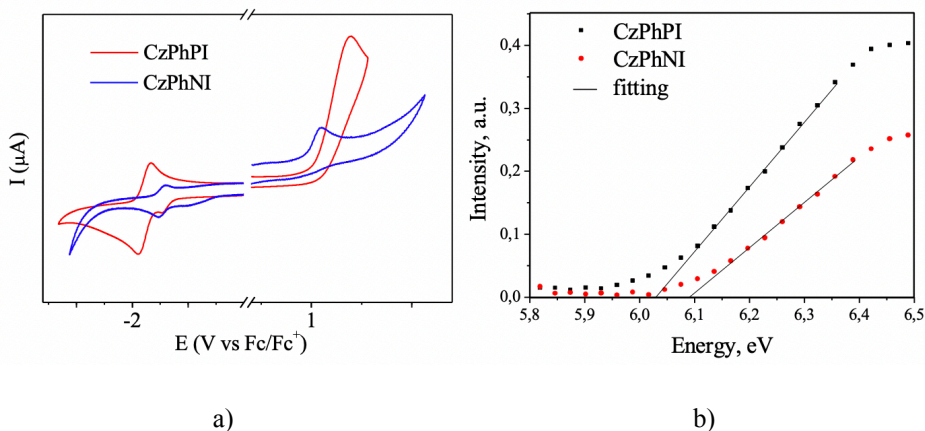 a)
b)
CzPhPI
CzPhNI
I (μA)
-2
1
E (V vs Fc/Fc+)
CzPhPI
CzPhNI
fitting
Intensity, a.u.
0,4
0,3
0,2
0,1
0,0
5,8 5,9 6,0 6,1 6,2 6,3 6,4 6,5
Energy, eV
a)
b)